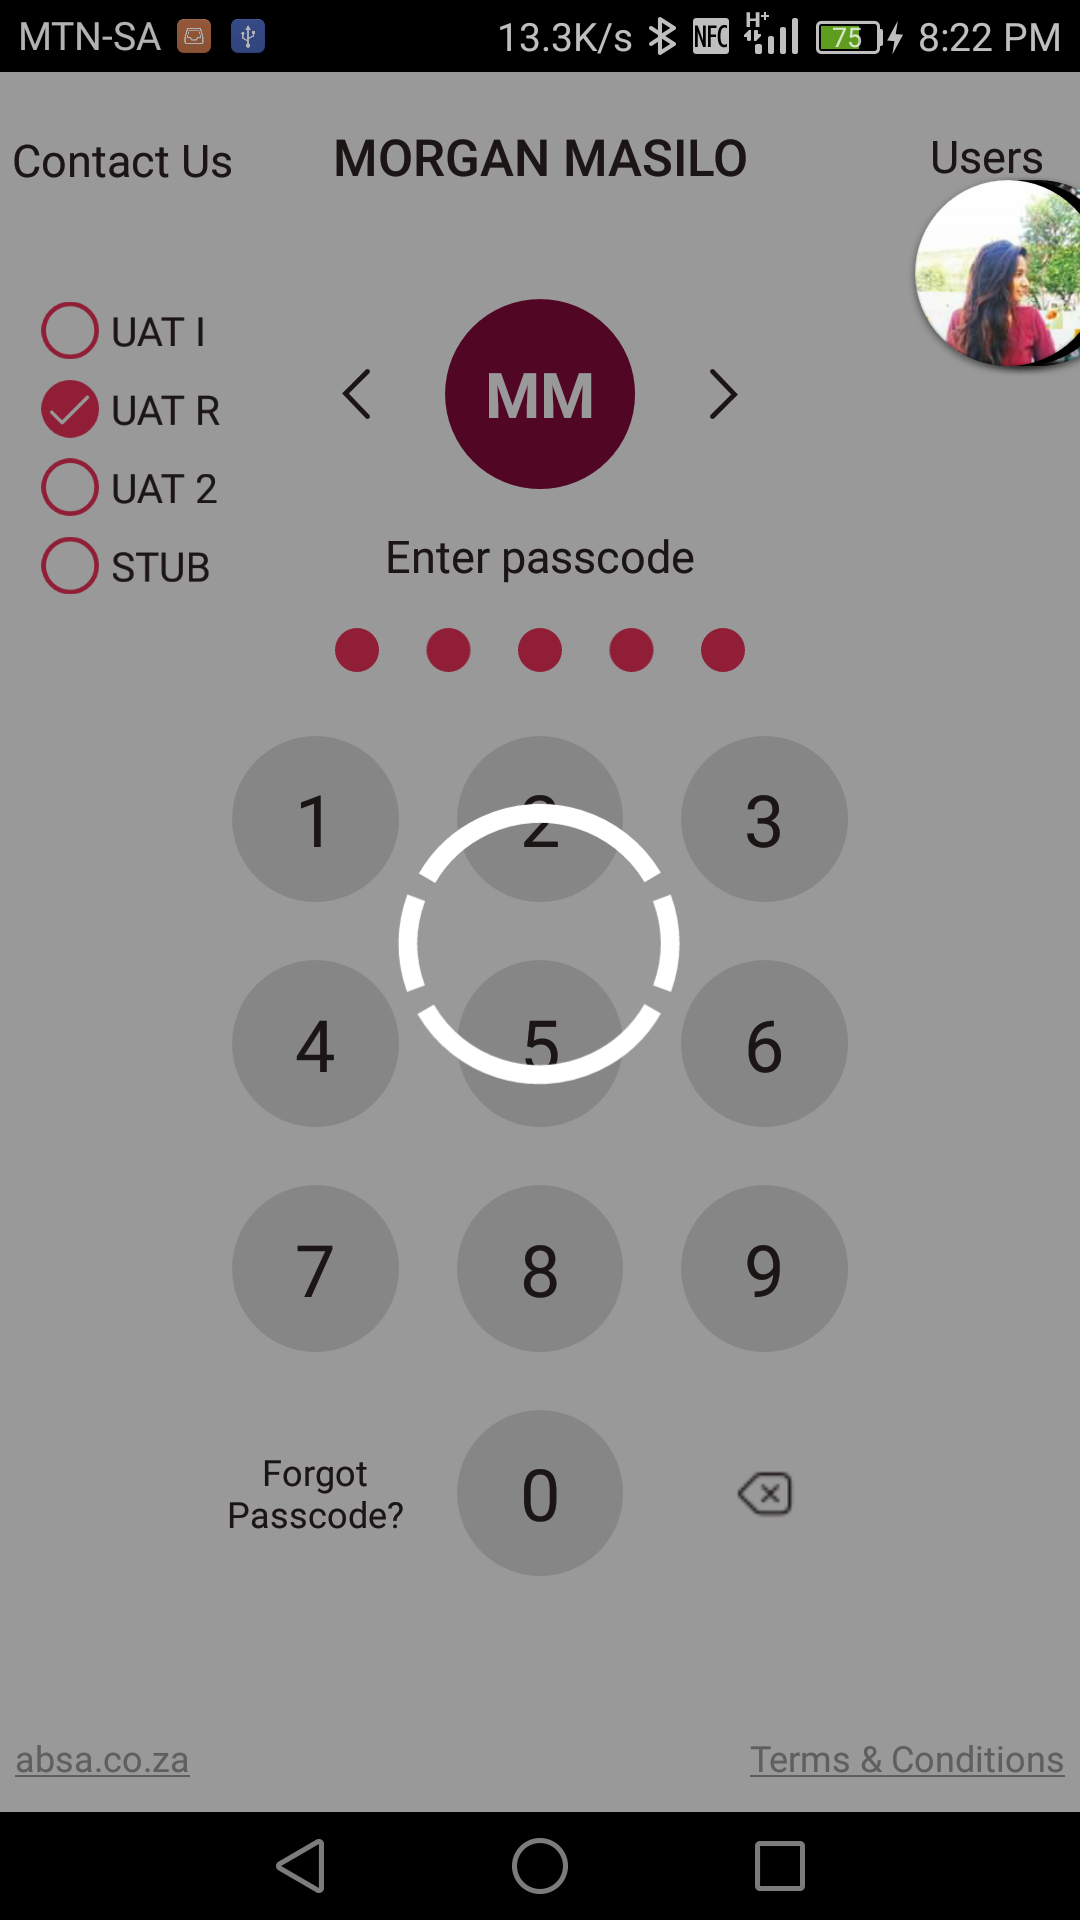 MTN-SA 13.3K/s NFC H+ 75 8:22 PM
Contact Us MORGAN MASILO Users
UAT I
UAT R
UAT 2
STUB
MM
Enter passcode
1 2 3
4 5 6
7 8 9
Forgot
Passcode?
0
absa.co.za Terms & Conditions